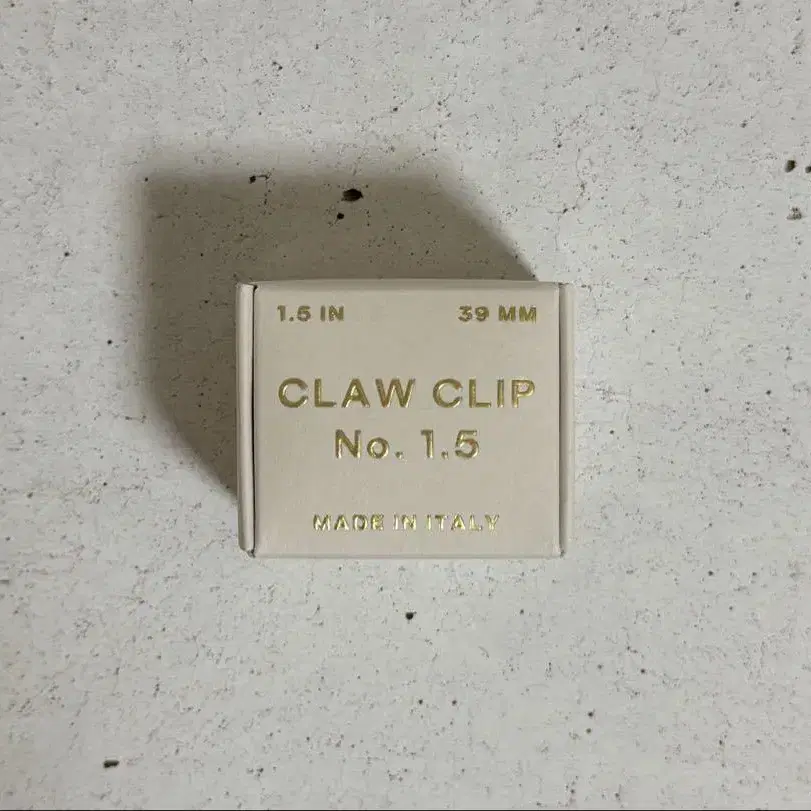 1.5 IN 39 MM
CLAW CLIP
No. 1.5
MADE IN ITALY